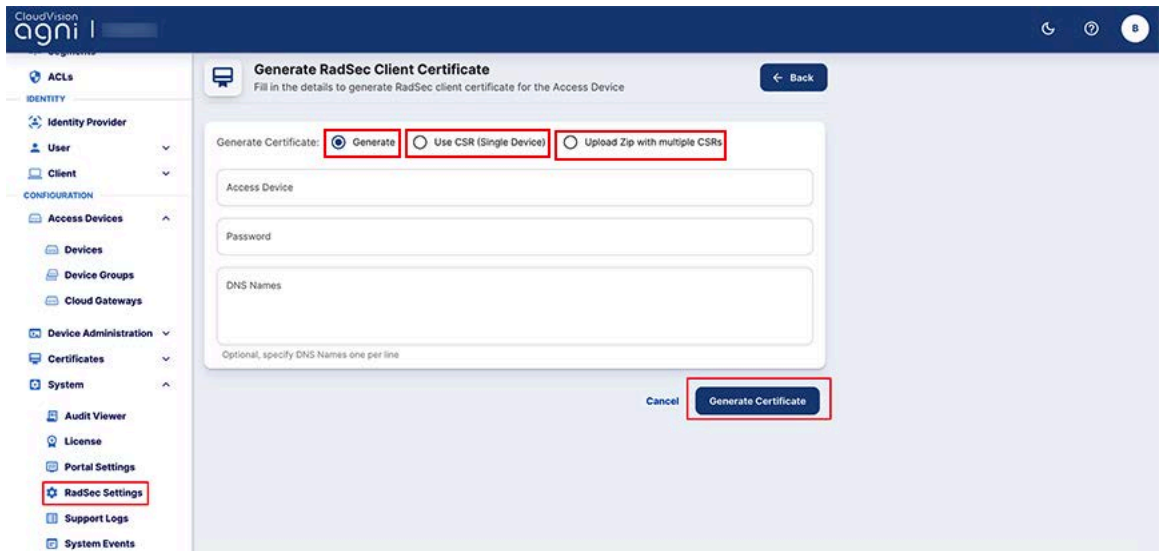 CloudVision
agni |
B
Segments
ACLs
IDENTITY
Identity Provider
User
Client
CONFIGURATION
Access Devices
Devices
Device Groups
Cloud Gateways
Device Administration
Certificates
System
Audit Viewer
License
Portal Settings
RadSec Settings
Support Logs
System Events
Generate RadSec Client Certificate
Fill in the details to generate RadSec client certificate for the Access Device
← Back
Generate Certificate: Generate Use CSR (Single Device) Upload Zip with multiple CSRs
Access Device
Password
DNS Names
Optional, specify DNS Names one per line
Cancel Generate Certificate